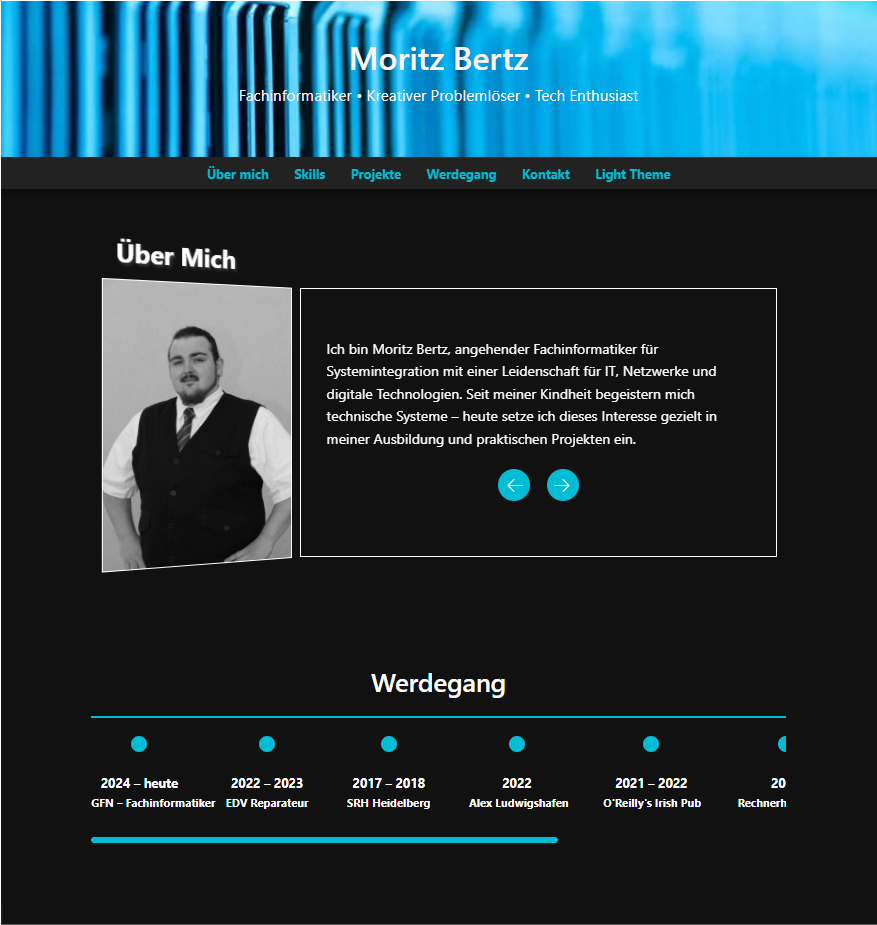 Moritz Bertz
Fachinformatiker • Kreativer Problemlöser • Tech Enthusiast
Über mich Skills Projekte Werdegang Kontakt Light Theme
Über Mich
Ich bin Moritz Bertz, angehender Fachinformatiker für
Systemintegration mit einer Leidenschaft für IT, Netzwerke und
digitale Technologien. Seit meiner Kindheit begeistern mich
technische Systeme – heute setze ich dieses Interesse gezielt in
meiner Ausbildung und praktischen Projekten ein.
Werdegang
2024 – heute
GFN – Fachinformatiker
2022 – 2023
EDV Reparateur
2017 – 2018
SRH Heidelberg
2022
Alex Ludwigshafen
2021 – 2022
O'Reilly's Irish Pub
20
Rechnerh